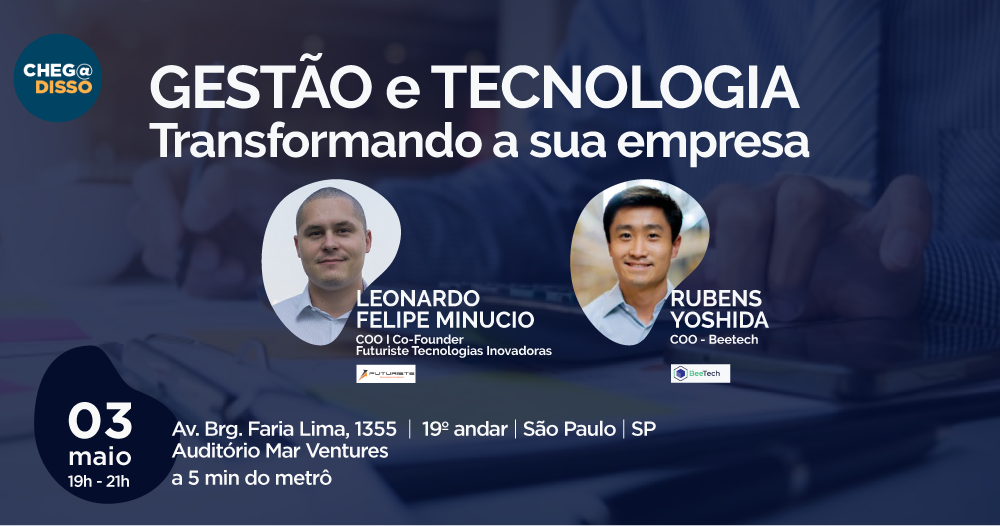 CHEG@
DISSO
GESTÃO e TECNOLOGIA
Transformando a sua empresa
LEONARDO
FELIPE MINUCIO
COO I Co-Founder
Futuriste Tecnologias Inovadoras
FUTURISTE
RUBENS
YOSHIDA
COO - Beetech
BeeTech
03
maio
19h - 21h
Av. Brg. Faria Lima, 1355 | 19º andar | São Paulo | SP
Auditório Mar Ventures
a 5 min do metrô